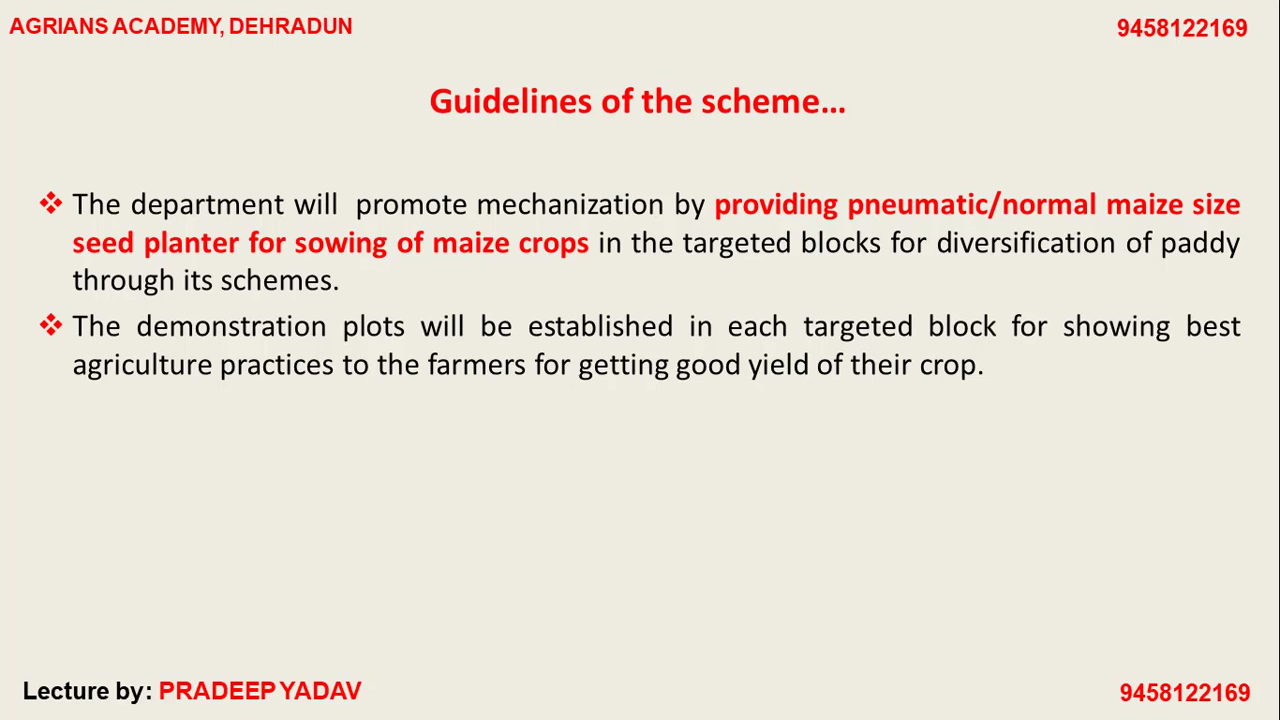 AGRIANS ACADEMY, DEHRADUN
9458122169
Guidelines of the scheme…
❖ The department will promote mechanization by providing pneumatic/normal maize size
seed planter for sowing of maize crops in the targeted blocks for diversification of paddy
through its schemes.
❖ The demonstration plots will be established in each targeted block for showing best
agriculture practices to the farmers for getting good yield of their crop.
Lecture by: PRADEEP YADAV
9458122169